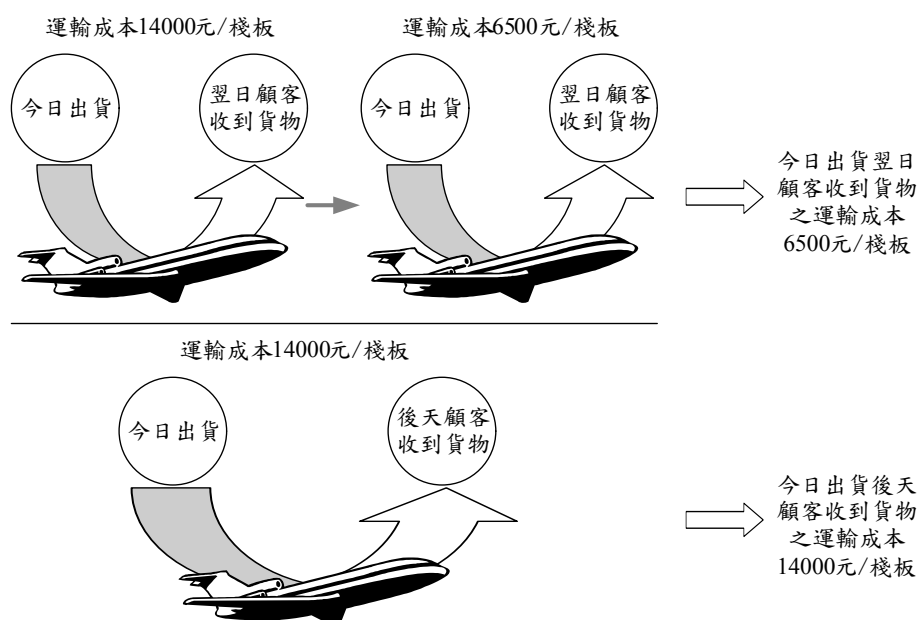 運輸成本14000元/棧板
運輸成本6500元/棧板
今日出貨
翌日顧客
收到貨物
今日出貨
翌日顧客
收到貨物
今日出貨翌日
顧客收到貨物
之運輸成本
6500元/棧板
運輸成本14000元/棧板
今日出貨
後天顧客
收到貨物
今日出貨後天
顧客收到貨物
之運輸成本
14000元/棧板